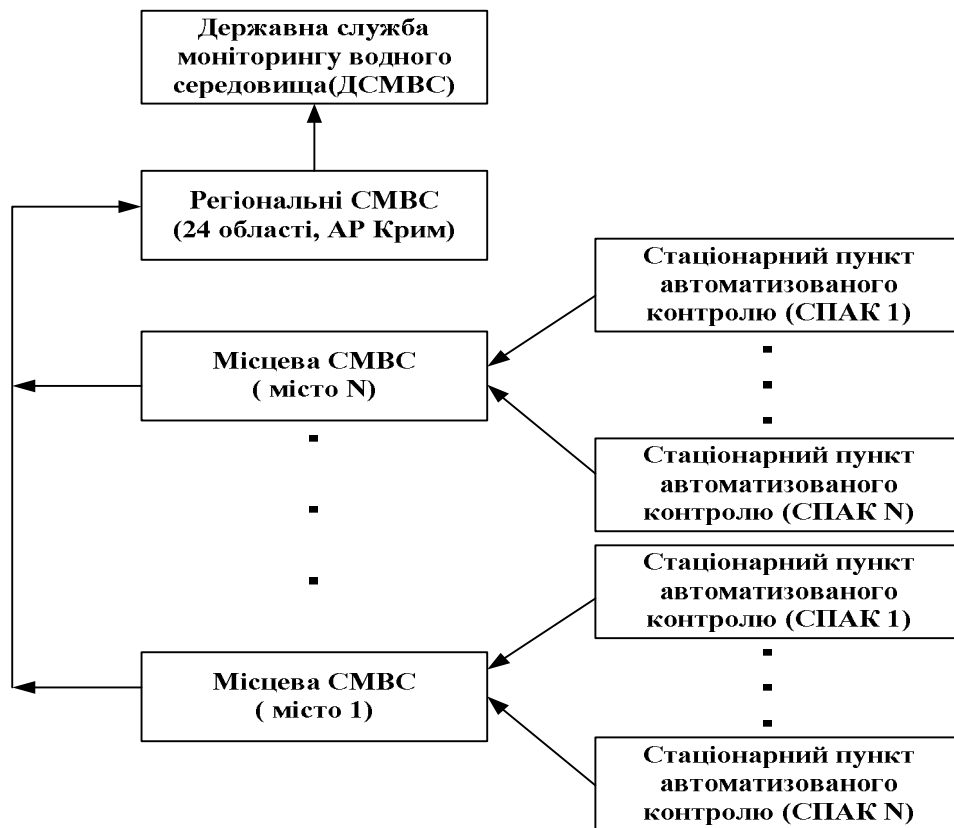 Державна служба
моніторингу водного
середовища(ДСМВС)
Регіональні СМВС
(24 області, АР Крим)
Стаціонарний пункт
автоматизованого
контролю (СПАК 1)
Місцева СМВС
( місто N)
Стаціонарний пункт
автоматизованого
контролю (СПАК N)
Стаціонарний пункт
автоматизованого
контролю (СПАК 1)
Місцева СМВС
( місто 1)
Стаціонарний пункт
автоматизованого
контролю (СПАК N)